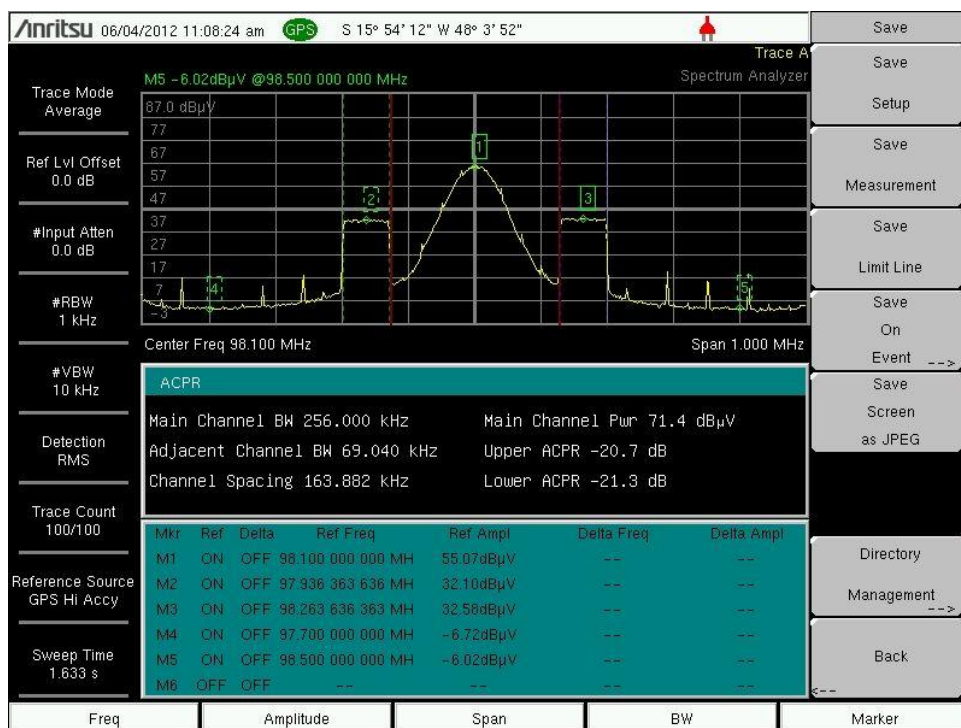 Anritsu 06/04/2012 11:08:24 am GPS S 15° 54' 12" W 48° 3' 52"
Save
Trace A
M5 -6.02dBµV @98.500 000 000 MHz
Spectrum Analyzer
Trace Mode
Average
Ref Lvl Offset
0.0 dB
#Input Atten
0.0 dB
#RBW
1 kHz
#VBW
10 kHz
Detection
RMS
Trace Count
100/100
Reference Source
GPS Hi Accy
Sweep Time
1.633 s
87.0 dBµV
77
67
57
47
37
27
17
7
-3
1
2
3
4
5
Center Freq 98.100 MHz
Span 1.000 MHz
ACPR
Main Channel BW 256.000 kHz Main Channel Pwr 71.4 dBµV
Adjacent Channel BW 69.040 kHz Upper ACPR -20.7 dB
Channel Spacing 163.882 kHz Lower ACPR -21.3 dB
Mkr Ref Delta Ref Freq Ref Ampl Delta Freq Delta Ampl
M1 ON OFF 98.100 000 000 MH 55.07dBµV -- --
M2 ON OFF 97.936 363 636 MH 32.10dBµV -- --
M3 ON OFF 98.263 636 363 MH 32.58dBµV -- --
M4 ON OFF 97.700 000 000 MH -6.72dBµV -- --
M5 ON OFF 98.500 000 000 MH -6.02dBµV -- --
M6 OFF OFF -- -- -- --
Save
Setup
Save
Measurement
Save
Limit Line
Save
On
Event -->
Save
Screen
as JPEG
Directory
Management
-->
Back
<--
Freq
Amplitude
Span
BW
Marker